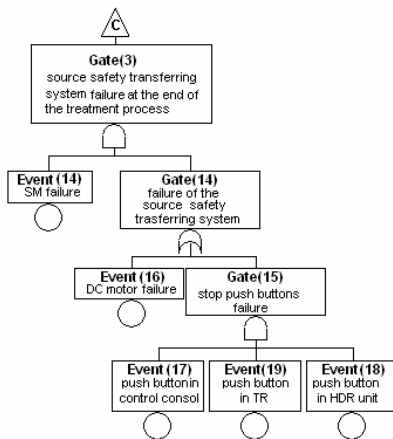 C
Gate(3)
source safety transferring
system failure at the end of
the treatment process
Event(14)
SM failure
Gate(14)
failure of the
source safety
trasferring system
Event(16)
DC motor failure
Gate(15)
stop push buttons
failure
Event(17)
push button in
control consol
Event(19)
push button
in TR
Event(18)
push button
in HDR unit